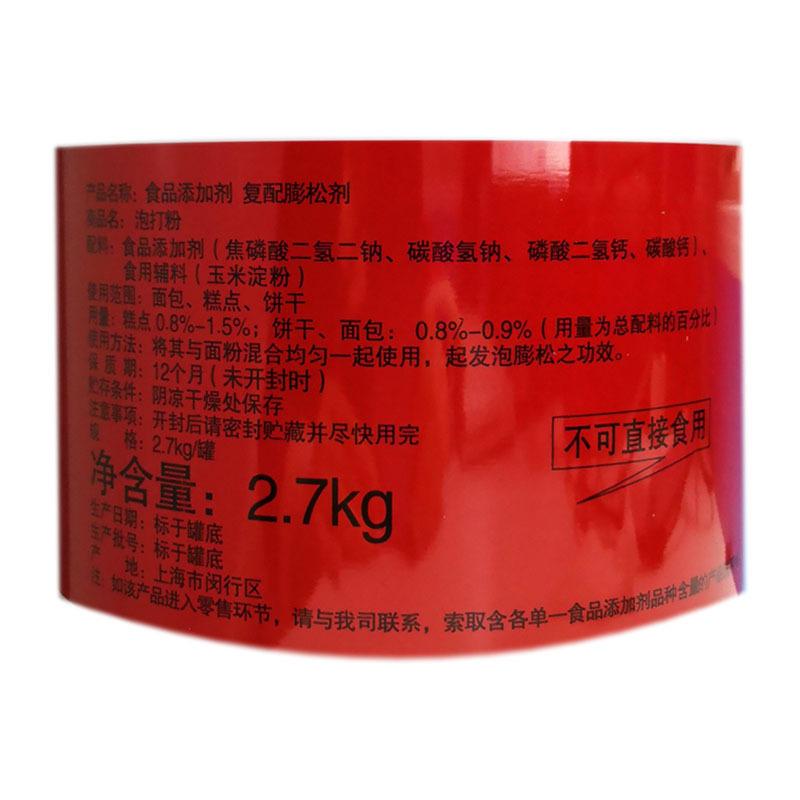 产品名称：食品添加剂 复配膨松剂
商品名：泡打粉
配料：食品添加剂（焦磷酸二氢二钠、碳酸氢钠、磷酸二氢钙、碳酸钙）、
食用辅料（玉米淀粉）
使用范围：面包、糕点、饼干
用量：糕点0.8%-1.5%；饼干、面包：0.8%-0.9%（用量为总配料的百分比）
使用方法：将其与面粉混合均匀一起使用，起发泡膨松之功效。
保质期：12个月（未开封时）
贮存条件：阴凉干燥处保存
注意事项：开封后请密封贮藏并尽快用完
规格：2.7kg/罐
不可直接食用
净含量：2.7kg
生产日期：标于罐底
生产批号：标于罐底
产地：上海市闵行区
注：如该产品进入零售环节，请与我司联系，索取含各单一食品添加剂品种含量的产